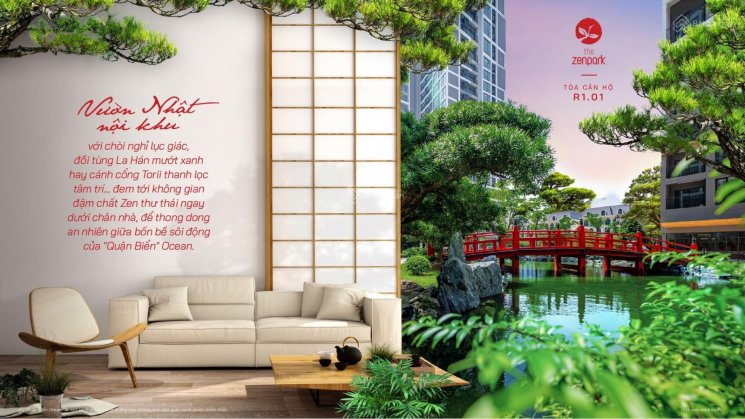 the
zenpark
TÒA CĂN HỘ
R1.01
Vườn Nhật
nội khu
với chòi nghỉ lục giác,
đồi tùng La Hán mướt xanh
hay cánh cổng Torii thanh lọc
tâm trí... đem tới không gian
đậm chất Zen thư thái ngay
dưới chân nhà, để thong dong
an nhiên giữa bốn bề sôi động
của "Quận Biển" Ocean.